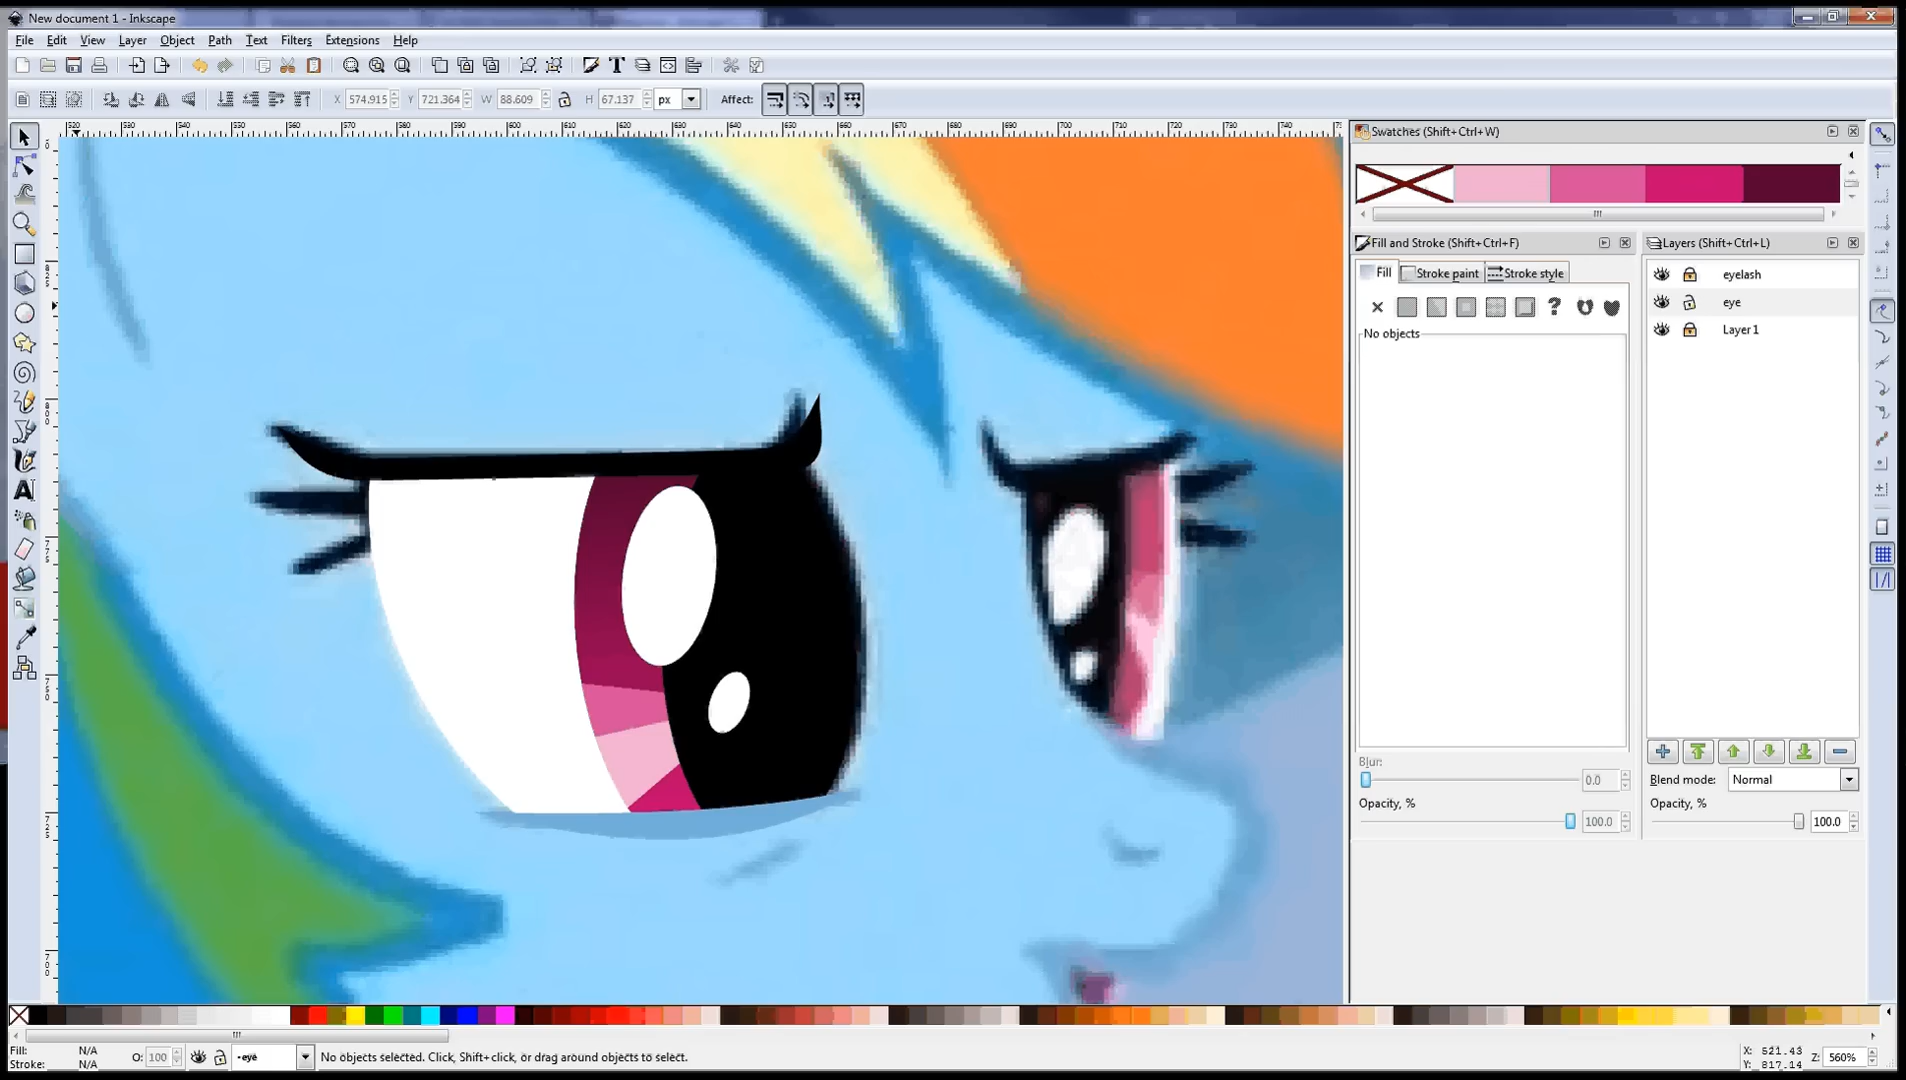 New document 1 - Inkscape
File Edit View Layer Object Path Text Filters Extensions Help
X 574.915 Y 721.364 W 88.609 H 67.137 px Affect:
Swatches (Shift+Ctrl+W)
Fill and Stroke (Shift+Ctrl+F)
Layers (Shift+Ctrl+L)
Fill Stroke paint Stroke style
eyelash
eye
Layer 1
No objects
Blur:
0.0
Opacity, %
100.0
Blend mode: Normal
Opacity, %
100.0
Fill: N/A
Stroke: N/A
O: 100
•eye
No objects selected. Click, Shift+click, or drag around objects to select.
X: 521.43
Y: 817.14
Z: 560%